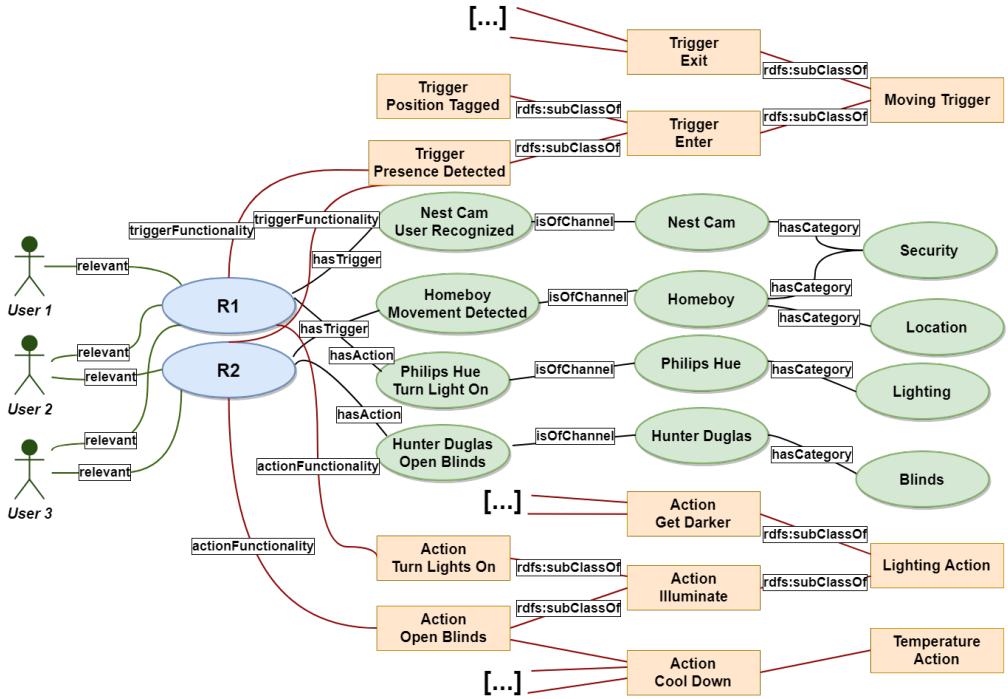 [...]
Trigger
Exit
rdfs:subClassOf
Trigger
Position Tagged
Moving Trigger
rdfs:subClassOf
rdfs:subClassOf
Trigger
Enter
rdfs:subClassOf
Trigger
Presence Detected
triggerFunctionality
triggerFunctionality
Nest Cam
User Recognized
isOfChannel
Nest Cam
hasCategory
Security
relevant
User 1
hasTrigger
R1
Homeboy
Movement Detected
isOfChannel
Homeboy
hasCategory
hasCategory
Location
relevant
User 2
hasTrigger
hasAction
R2
relevant
Philips Hue
Turn Light On
isOfChannel
Philips Hue
hasCategory
Lighting
hasAction
relevant
relevant
User 3
Hunter Duglas
Open Blinds
isOfChannel
Hunter Duglas
hasCategory
Blinds
actionFunctionality
[...]
Action
Get Darker
rdfs:subClassOf
actionFunctionality
Action
Turn Lights On
rdfs:subClassOf
Action
Illuminate
rdfs:subClassOf
Lighting Action
Action
Open Blinds
rdfs:subClassOf
Temperature
Action
[...]
Action
Cool Down